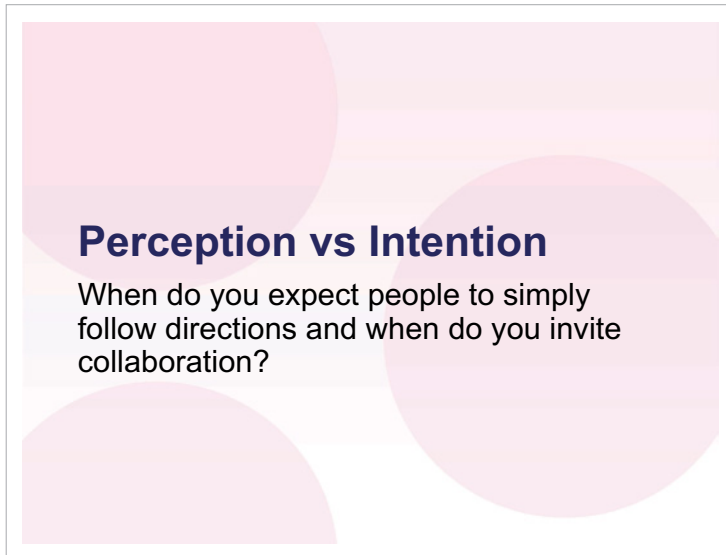 Perception vs Intention
When do you expect people to simply
follow directions and when do you invite
collaboration?